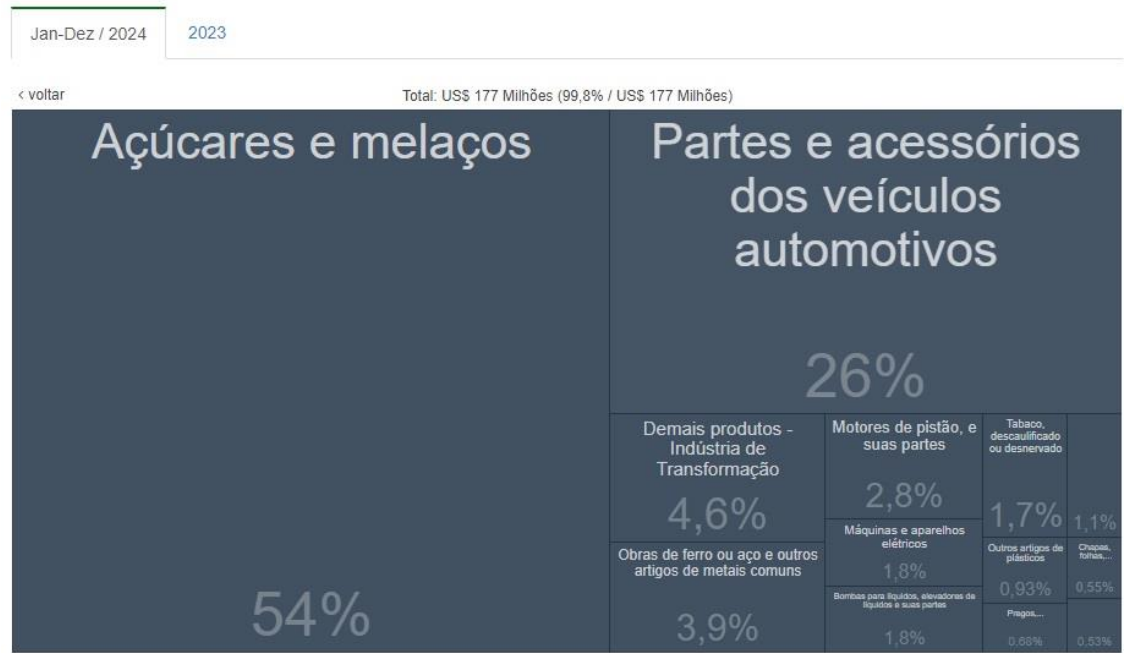 Jan-Dez / 2024
2023
< voltar
Total: US$ 177 Milhões (99,8% / US$ 177 Milhões)
Açúcares e melaços
54%
Partes e acessórios
dos veículos
automotivos
26%
Demais produtos -
Indústria de
Transformação
4,6%
Obras de ferro ou aço e outros
artigos de metais comuns
3,9%
Motores de pistão, e
suas partes
2,8%
Máquinas e aparelhos
elétricos
1,8%
Bombas para líquidos, elevadores de
líquidos e suas partes
1,8%
Tabaco,
descaulificado
ou desnervado
1,7%
1,1%
Outros artigos de
plásticos
0,93%
Chapas,
folhas,...
0,55%
Pregos,...
0,68%
0,53%